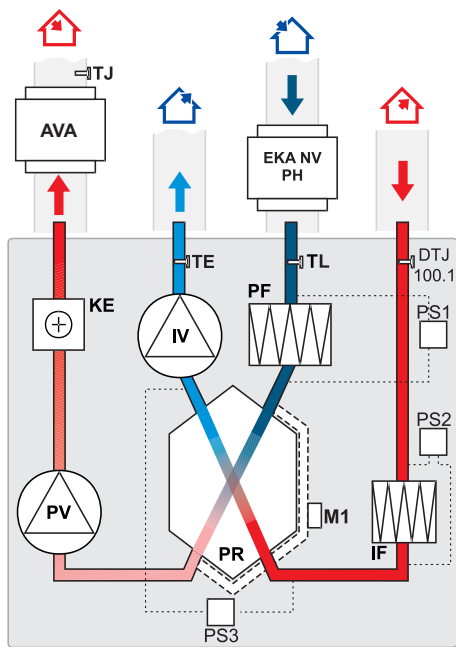 TJ
AVA
EKA NV
PH
TE
TL
DTJ
100.1
KE
PF
PS1
IV
PS2
PV
M1
PR
IF
PS3